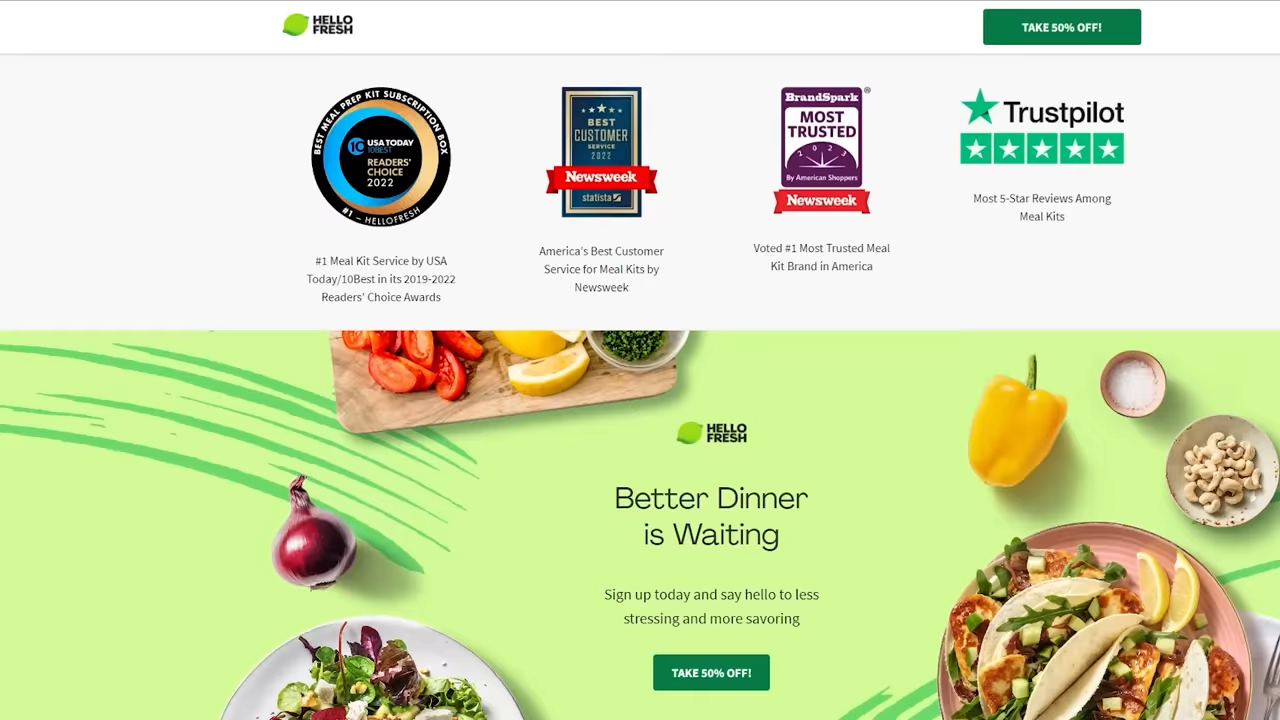 HELLO
FRESH
TAKE 50% OFF!
BEST MEAL PREP KIT SUBSCRIPTION BOX
10 USA TODAY
10BEST
READERS'
CHOICE
2022
#1 – HELLOFRESH
#1 Meal Kit Service by USA
Today/10Best in its 2019-2022
Readers' Choice Awards
BEST
CUSTOMER
SERVICE
2022
Newsweek
statista
America's Best Customer
Service for Meal Kits by
Newsweek
BrandSpark®
MOST
TRUSTED
2023
By American Shoppers
Newsweek
Voted #1 Most Trusted Meal
Kit Brand in America
Trustpilot
Most 5-Star Reviews Among
Meal Kits
HELLO
FRESH
Better Dinner
is Waiting
Sign up today and say hello to less
stressing and more savoring
TAKE 50% OFF!